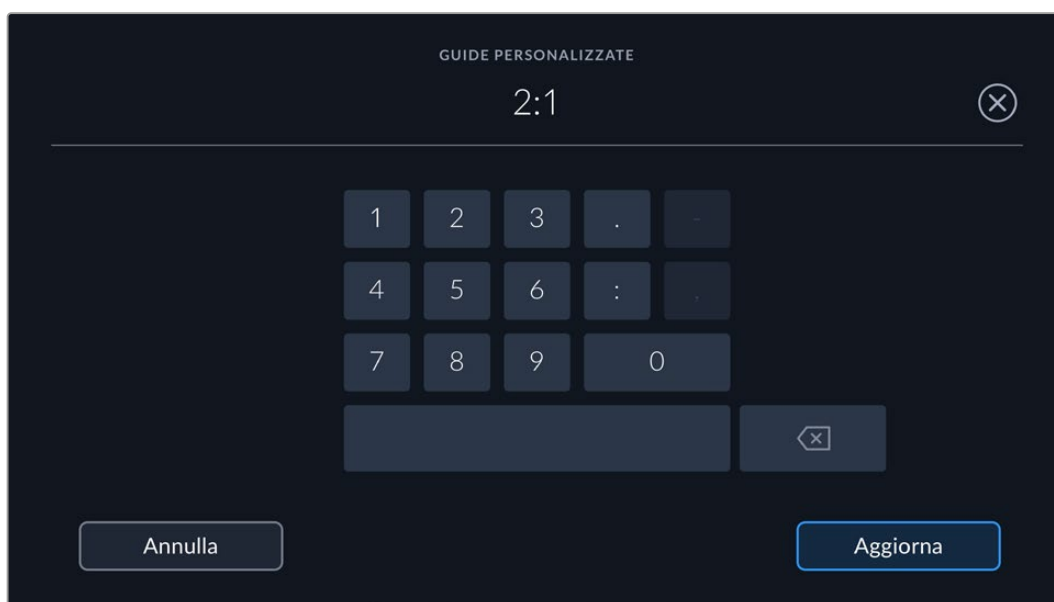 GUIDE PERSONALIZZATE
2:1
1 2 3 . -
4 5 6 : ,
7 8 9 0
Annulla Aggiorna